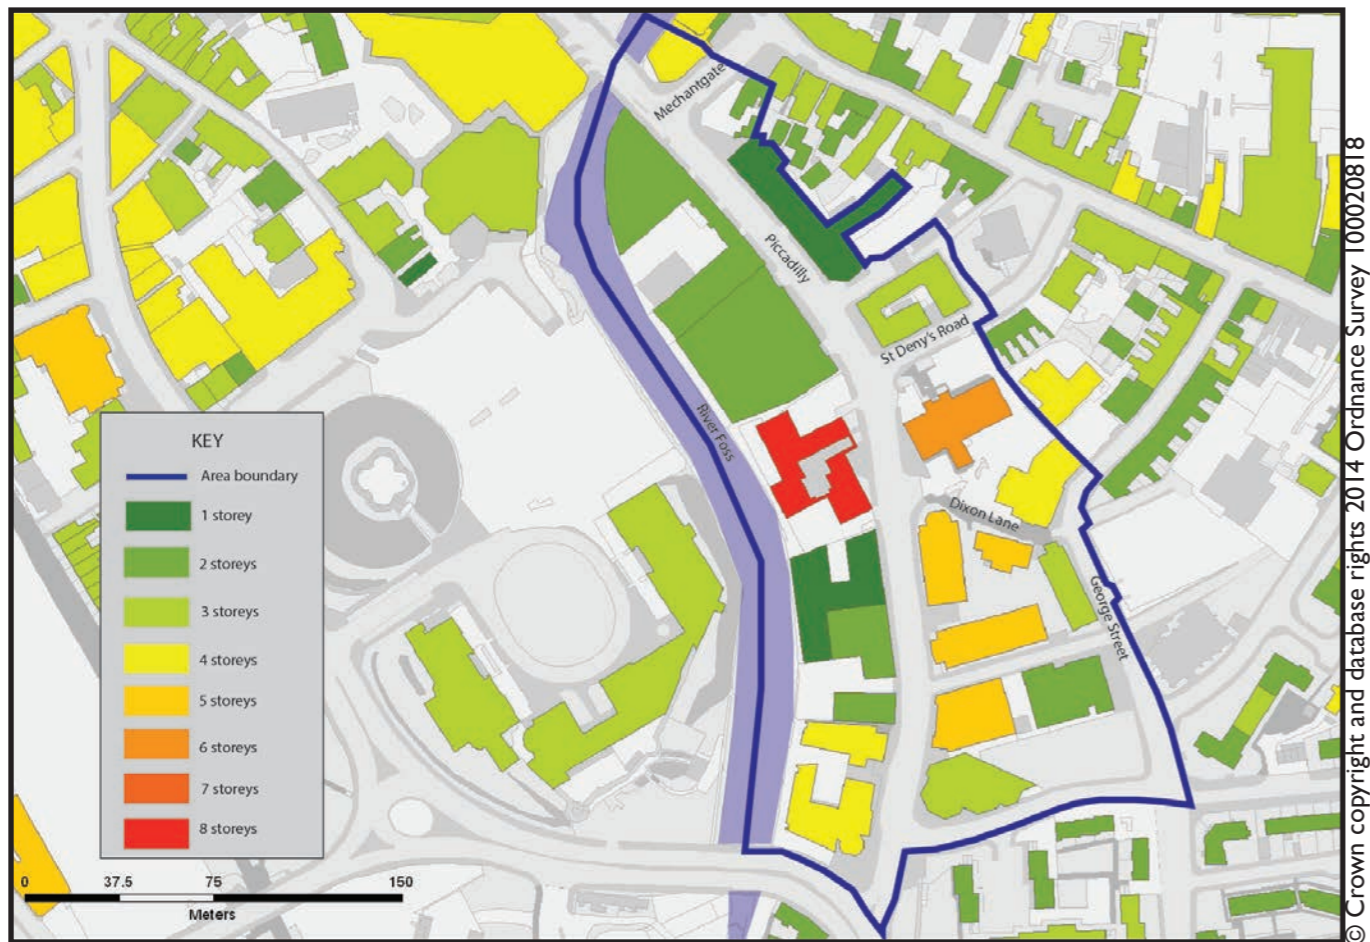 Mechantgate
Piccadilly
St Deny's Road
River Foss
Dixon Lane
George Street
KEY
Area boundary
1 storey
2 storeys
3 storeys
4 storeys
5 storeys
6 storeys
7 storeys
8 storeys
0 37.5 75 150
Meters
© Crown copyright and database rights 2014 Ordnance Survey 100020818